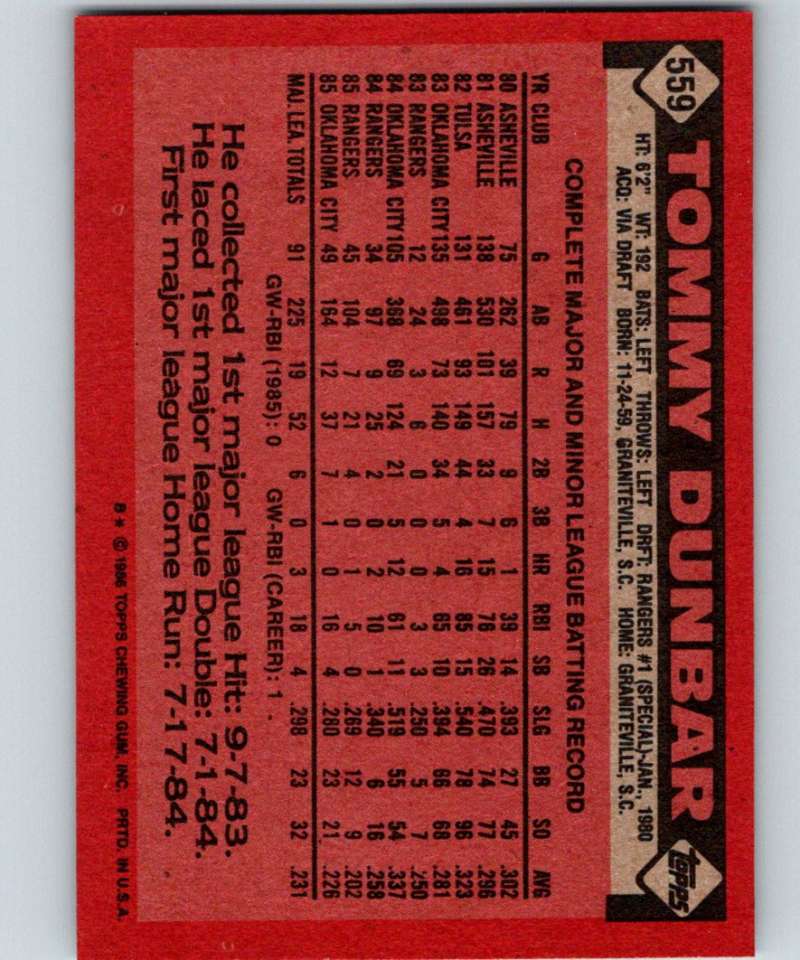 559 TOMMY DUNBAR topps
HT: 6'2" WT: 192 BATS: LEFT THROWS: LEFT DRFT: RANGERS #1 (SPECIAL)-JAN., 1980
ACQ: VIA DRAFT BORN: 11-24-59, GRANITEVILLE, S.C. HOME: GRANITEVILLE, S.C.
COMPLETE MAJOR AND MINOR LEAGUE BATTING RECORD
YR CLUB G AB R H 2B 3B HR RBI SB SLG BB SO AVG
80 ASHEVILLE 75 262 39 79 9 6 1 39 14 .393 27 45 .302
81 ASHEVILLE 138 530 101 157 33 7 15 76 26 .470 74 77 .296
82 TULSA 131 461 93 149 44 4 16 85 15 .540 78 96 .323
83 OKLAHOMA CITY 135 498 73 140 34 5 4 65 10 .394 66 68 .281
83 RANGERS 12 24 3 6 0 0 0 3 3 .250 5 7 .250
84 OKLAHOMA CITY 105 368 69 124 21 5 12 61 11 .519 55 54 .337
84 RANGERS 34 97 9 25 2 0 2 10 1 .340 6 16 .258
85 RANGERS 45 104 7 21 4 0 1 5 0 .269 12 9 .202
85 OKLAHOMA CITY 49 164 12 37 7 1 0 16 4 .280 23 21 .226
MAJ. LEA. TOTALS 91 225 19 52 6 0 3 18 4 .298 23 32 .231
GW-RBI (1985): 0 GW-RBI (CAREER): 1
He collected 1st major league Hit: 9-7-83.
He laced 1st major league Double: 7-1-84.
First major league Home Run: 7-17-84.
B* © 1986 TOPPS CHEWING GUM, INC. PRTD. IN U.S.A.